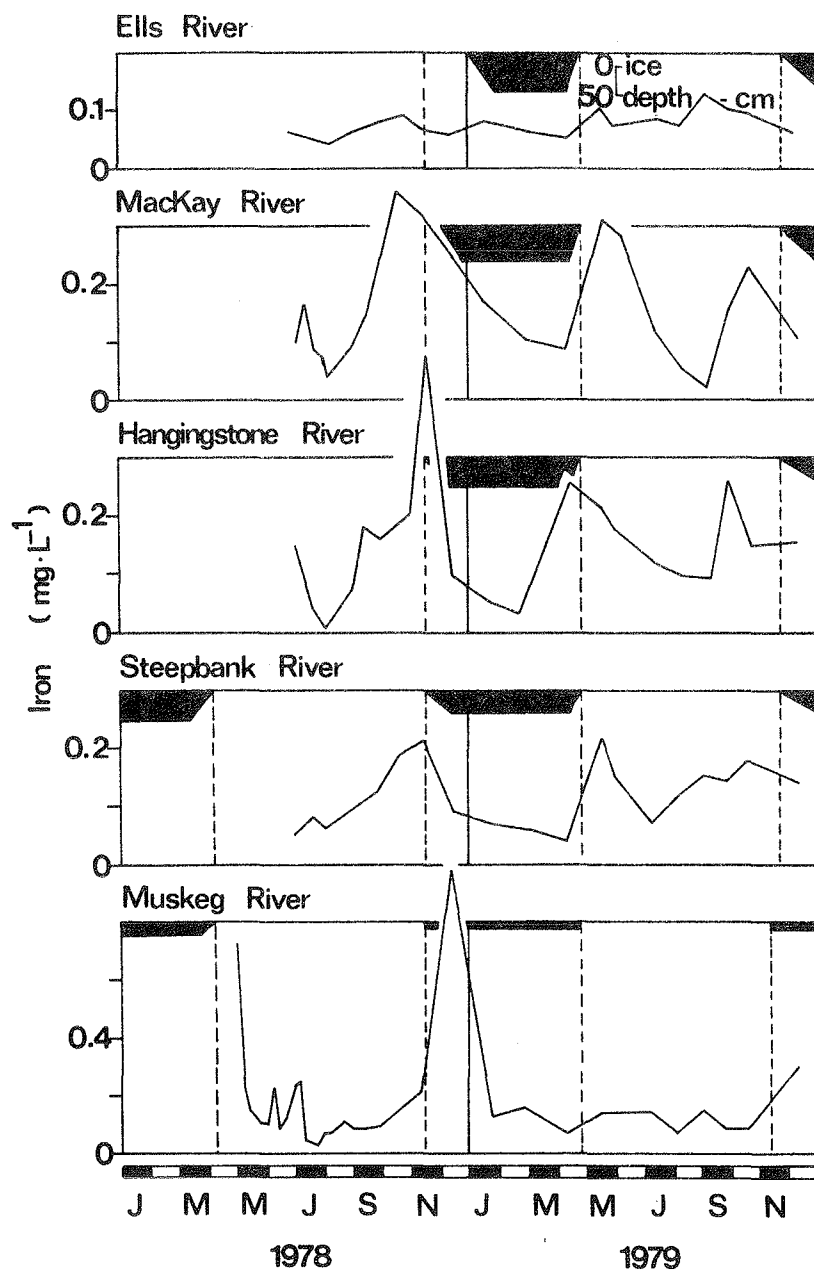 Ells River
0 ice
50 depth - cm
0.1
0
MacKay River
0.2
0
Hangingstone River
0.2
0
Iron (mg·L⁻¹)
Steepbank River
0.2
0
Muskeg River
0.4
0
J M M J S N J M M J S N
1978 1979